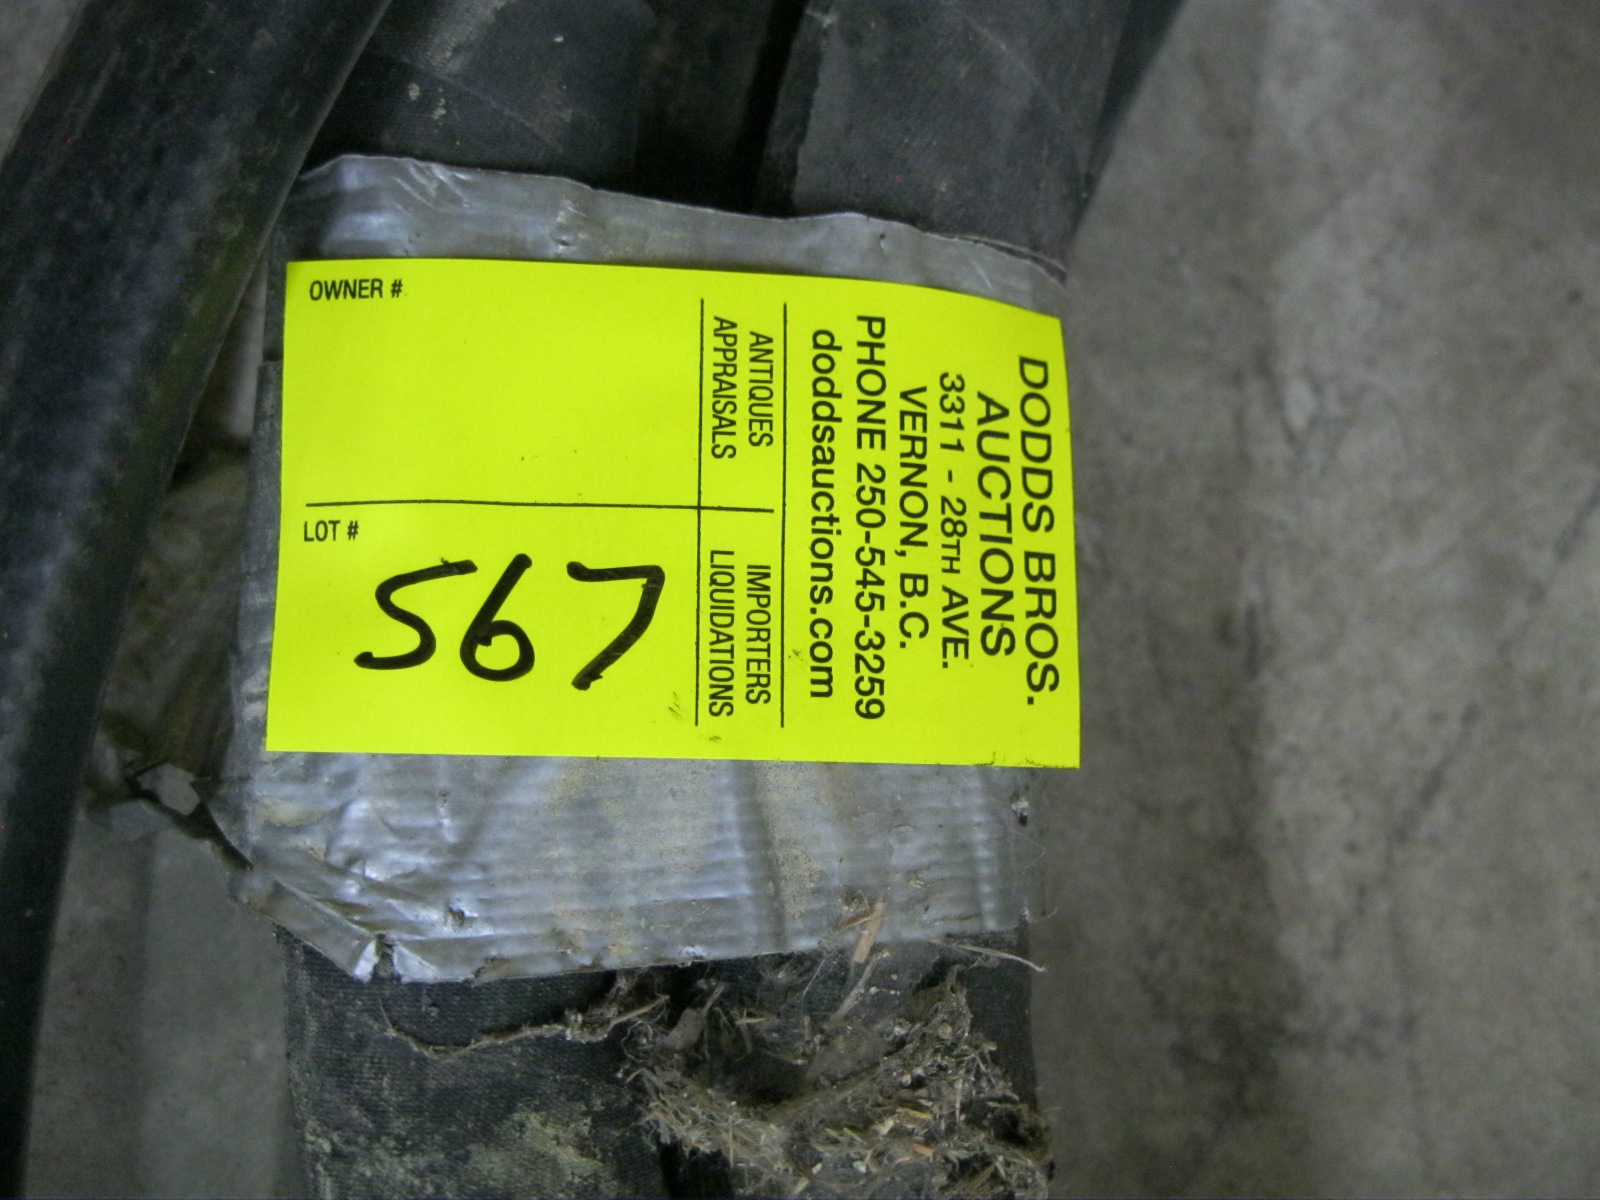 DODDS BROS.
AUCTIONS
3311 - 28TH AVE.
VERNON, B.C.
PHONE 250-545-3259
doddsauctions.com
ANTIQUES
APPRAISALS
IMPORTERS
LIQUIDATIONS
OWNER #
LOT #
567